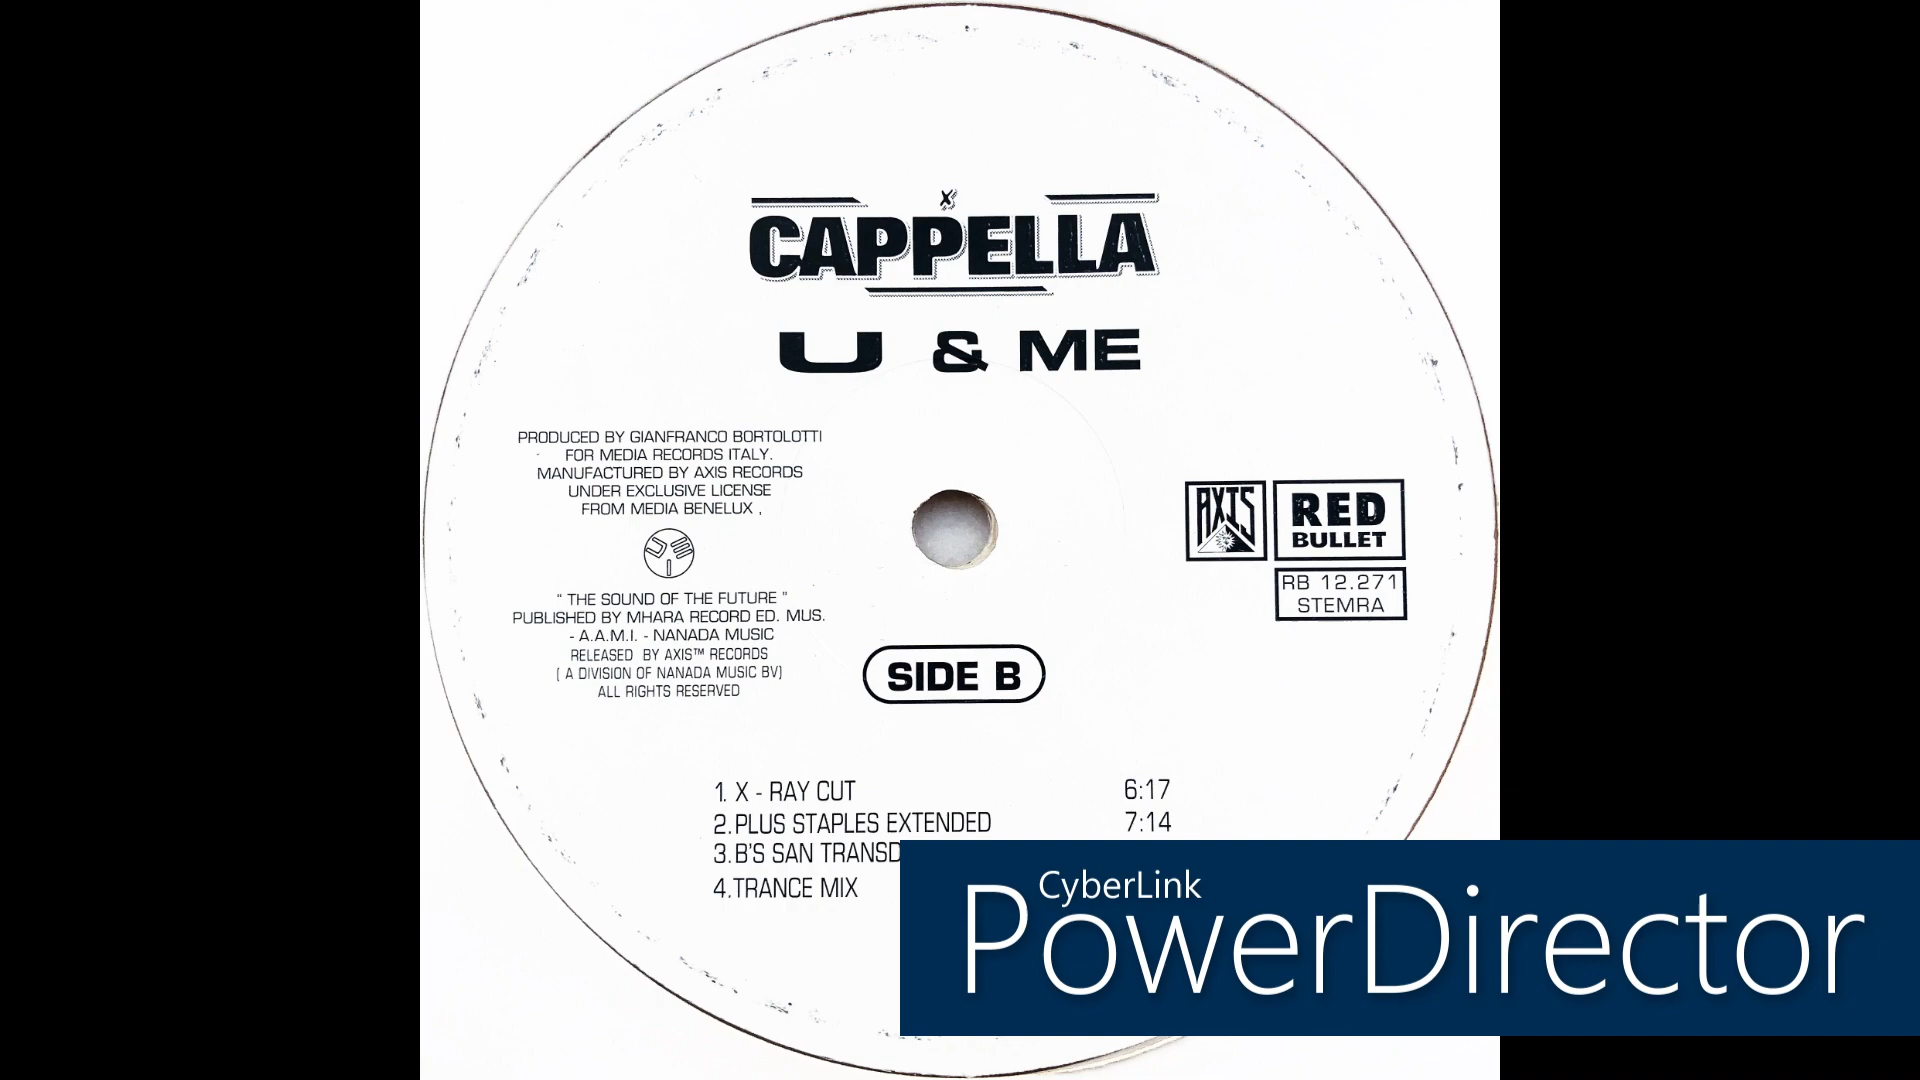 CAPPELLA
U & ME
PRODUCED BY GIANFRANCO BORTOLOTTI
FOR MEDIA RECORDS ITALY.
MANUFACTURED BY AXIS RECORDS
UNDER EXCLUSIVE LICENSE
FROM MEDIA BENELUX ,
" THE SOUND OF THE FUTURE "
PUBLISHED BY MHARA RECORD ED. MUS.
- A.A.M.I. - NANADA MUSIC
RELEASED BY AXIS™ RECORDS
( A DIVISION OF NANADA MUSIC BV)
ALL RIGHTS RESERVED
AXIS
RED
BULLET
RB 12.271
STEMRA
SIDE B
1. X - RAY CUT 6:17
2. PLUS STAPLES EXTENDED 7:14
3. B'S SAN
4. TRANCE MIX
CyberLink
PowerDirector